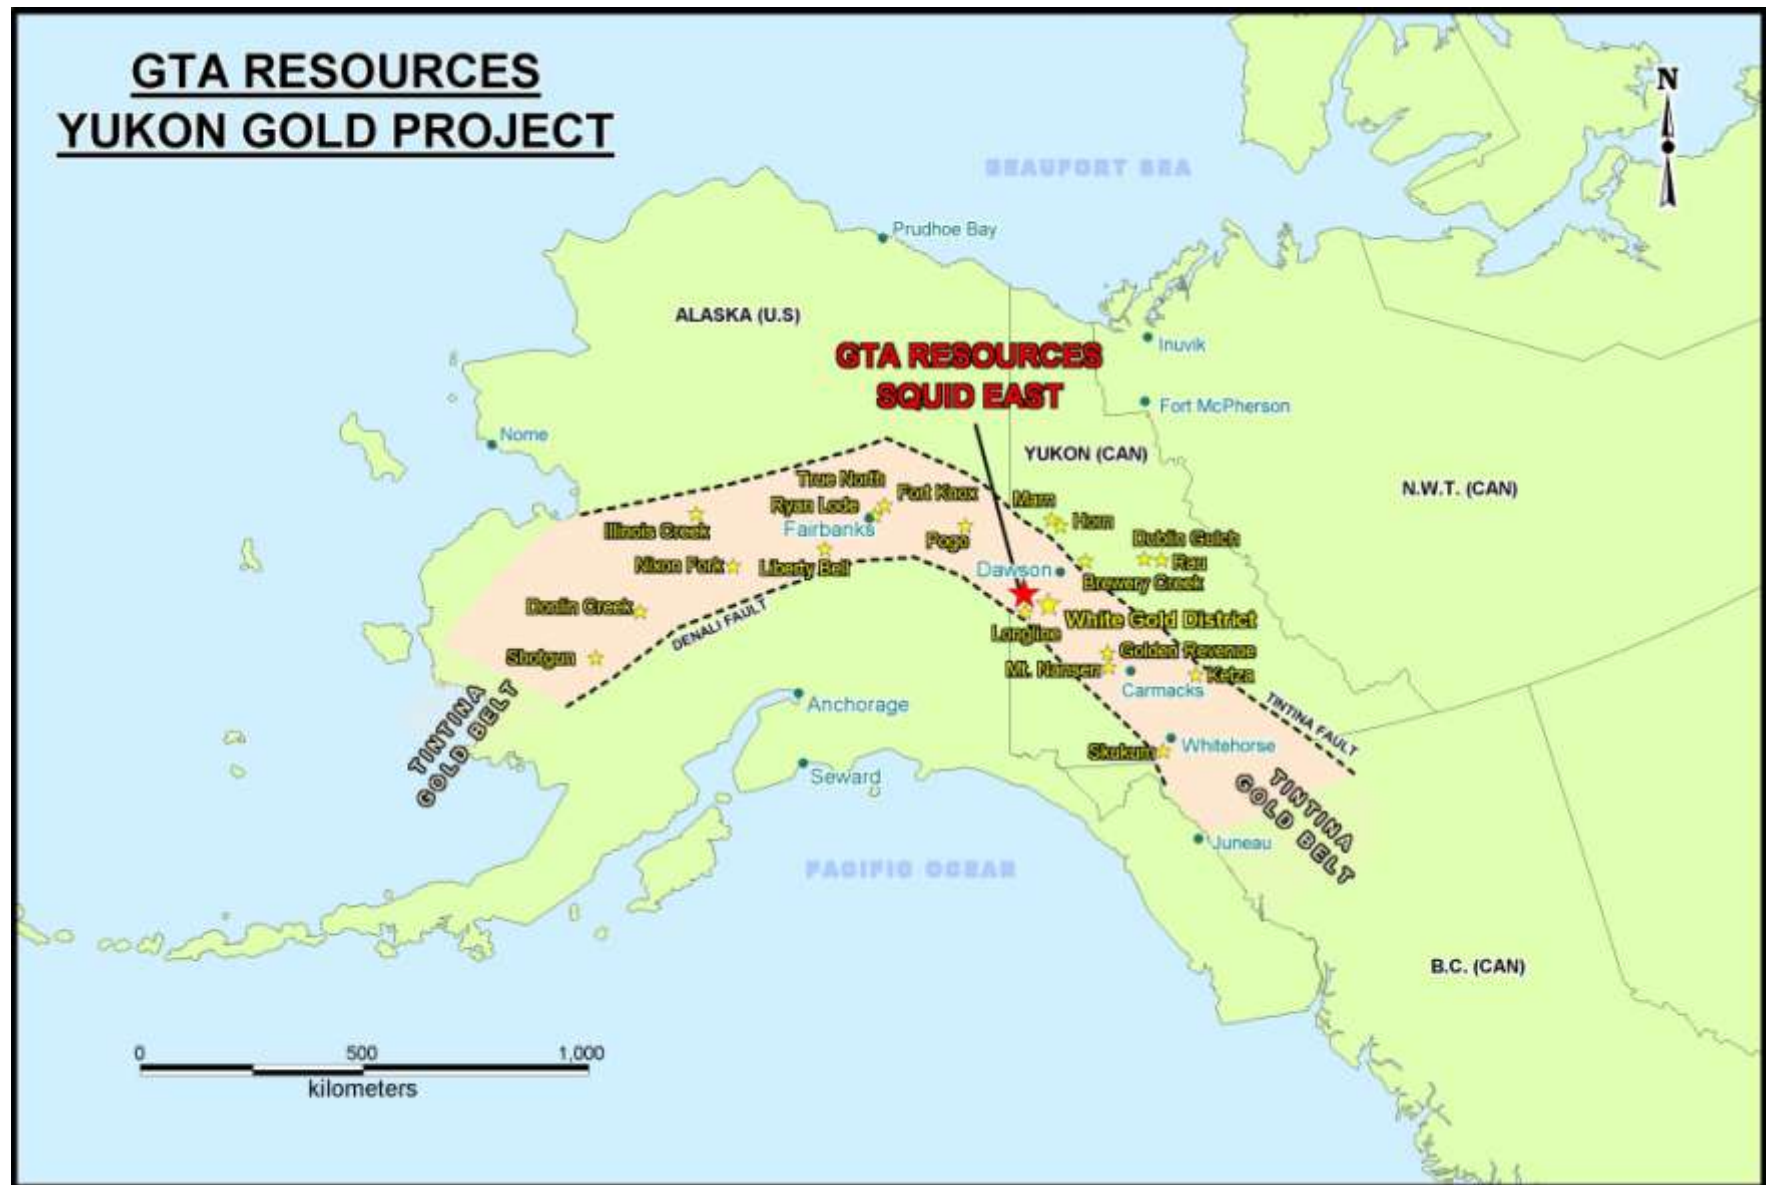 GTA RESOURCES
YUKON GOLD PROJECT
N
BEAUFORT SEA
Prudhoe Bay
ALASKA (U.S)
Inuvik
GTA RESOURCES
SQUID EAST
Fort McPherson
Nome
YUKON (CAN)
N.W.T. (CAN)
True North
Fort Knox
Ryan Lode
Marn
Horn
Illinois Creek
Fairbanks
Pogo
Dublin Gulch
Nixon Fork
Liberty Bell
Rau
Dawson
Brewery Creek
Donlin Creek
DENALI FAULT
White Gold District
Longline
Shotgun
Golden Revenue
Mt. Nansen
Ketza
Carmacks
TINTINA
GOLD BELT
Anchorage
TINTINA FAULT
Skukum
Whitehorse
Seward
TINTINA
GOLD BELT
Juneau
PACIFIC OCEAN
B.C. (CAN)
0 500 1,000
kilometers